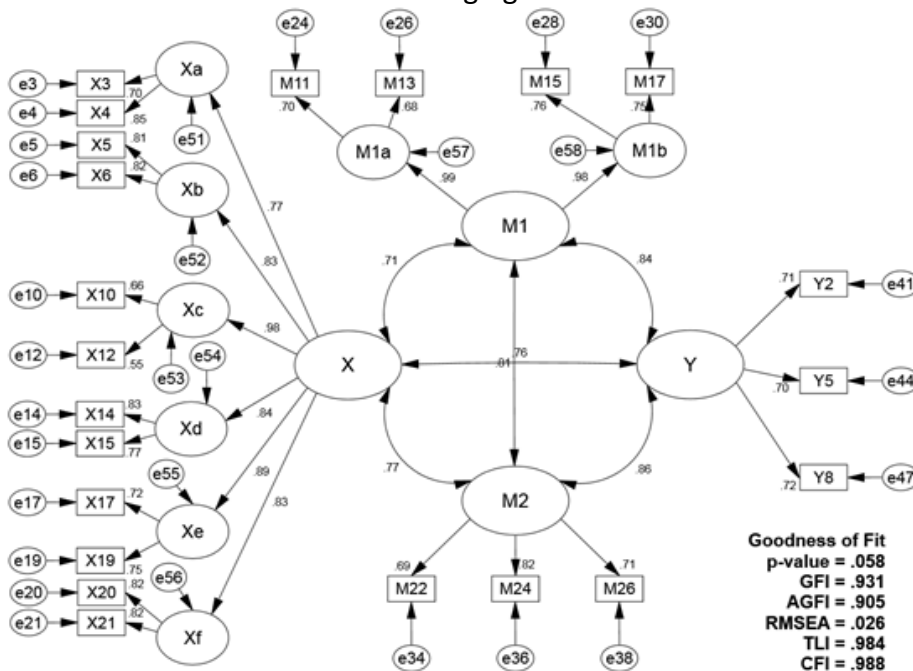 e24
e26
e28
e30
Xa
M11
M13
M15
M17
e3
X3
.70
.70
.68
.76
.75
e4
X4
.85
e51
e5
X5
.81
M1a
e57
e58
M1b
e6
X6
.82
Xb
.99
.98
.77
M1
e52
.83
.71
.84
Y2
e41
.71
e10
X10
.66
Xc
.98
e12
X12
.55
e53
e54
X
.76
.81
Y
Y5
e44
.70
e14
X14
.83
Xd
.84
e15
X15
.77
.89
.83
.77
.86
e55
Y8
e47
.72
e17
X17
.72
Xe
M2
e19
X19
.75
e56
.69
.82
.71
e20
X20
.82
M22
M24
M26
e21
X21
.82
Xf
e34
e36
e38
Goodness of Fit
p-value = .058
GFI = .931
AGFI = .905
RMSEA = .026
TLI = .984
CFI = .988